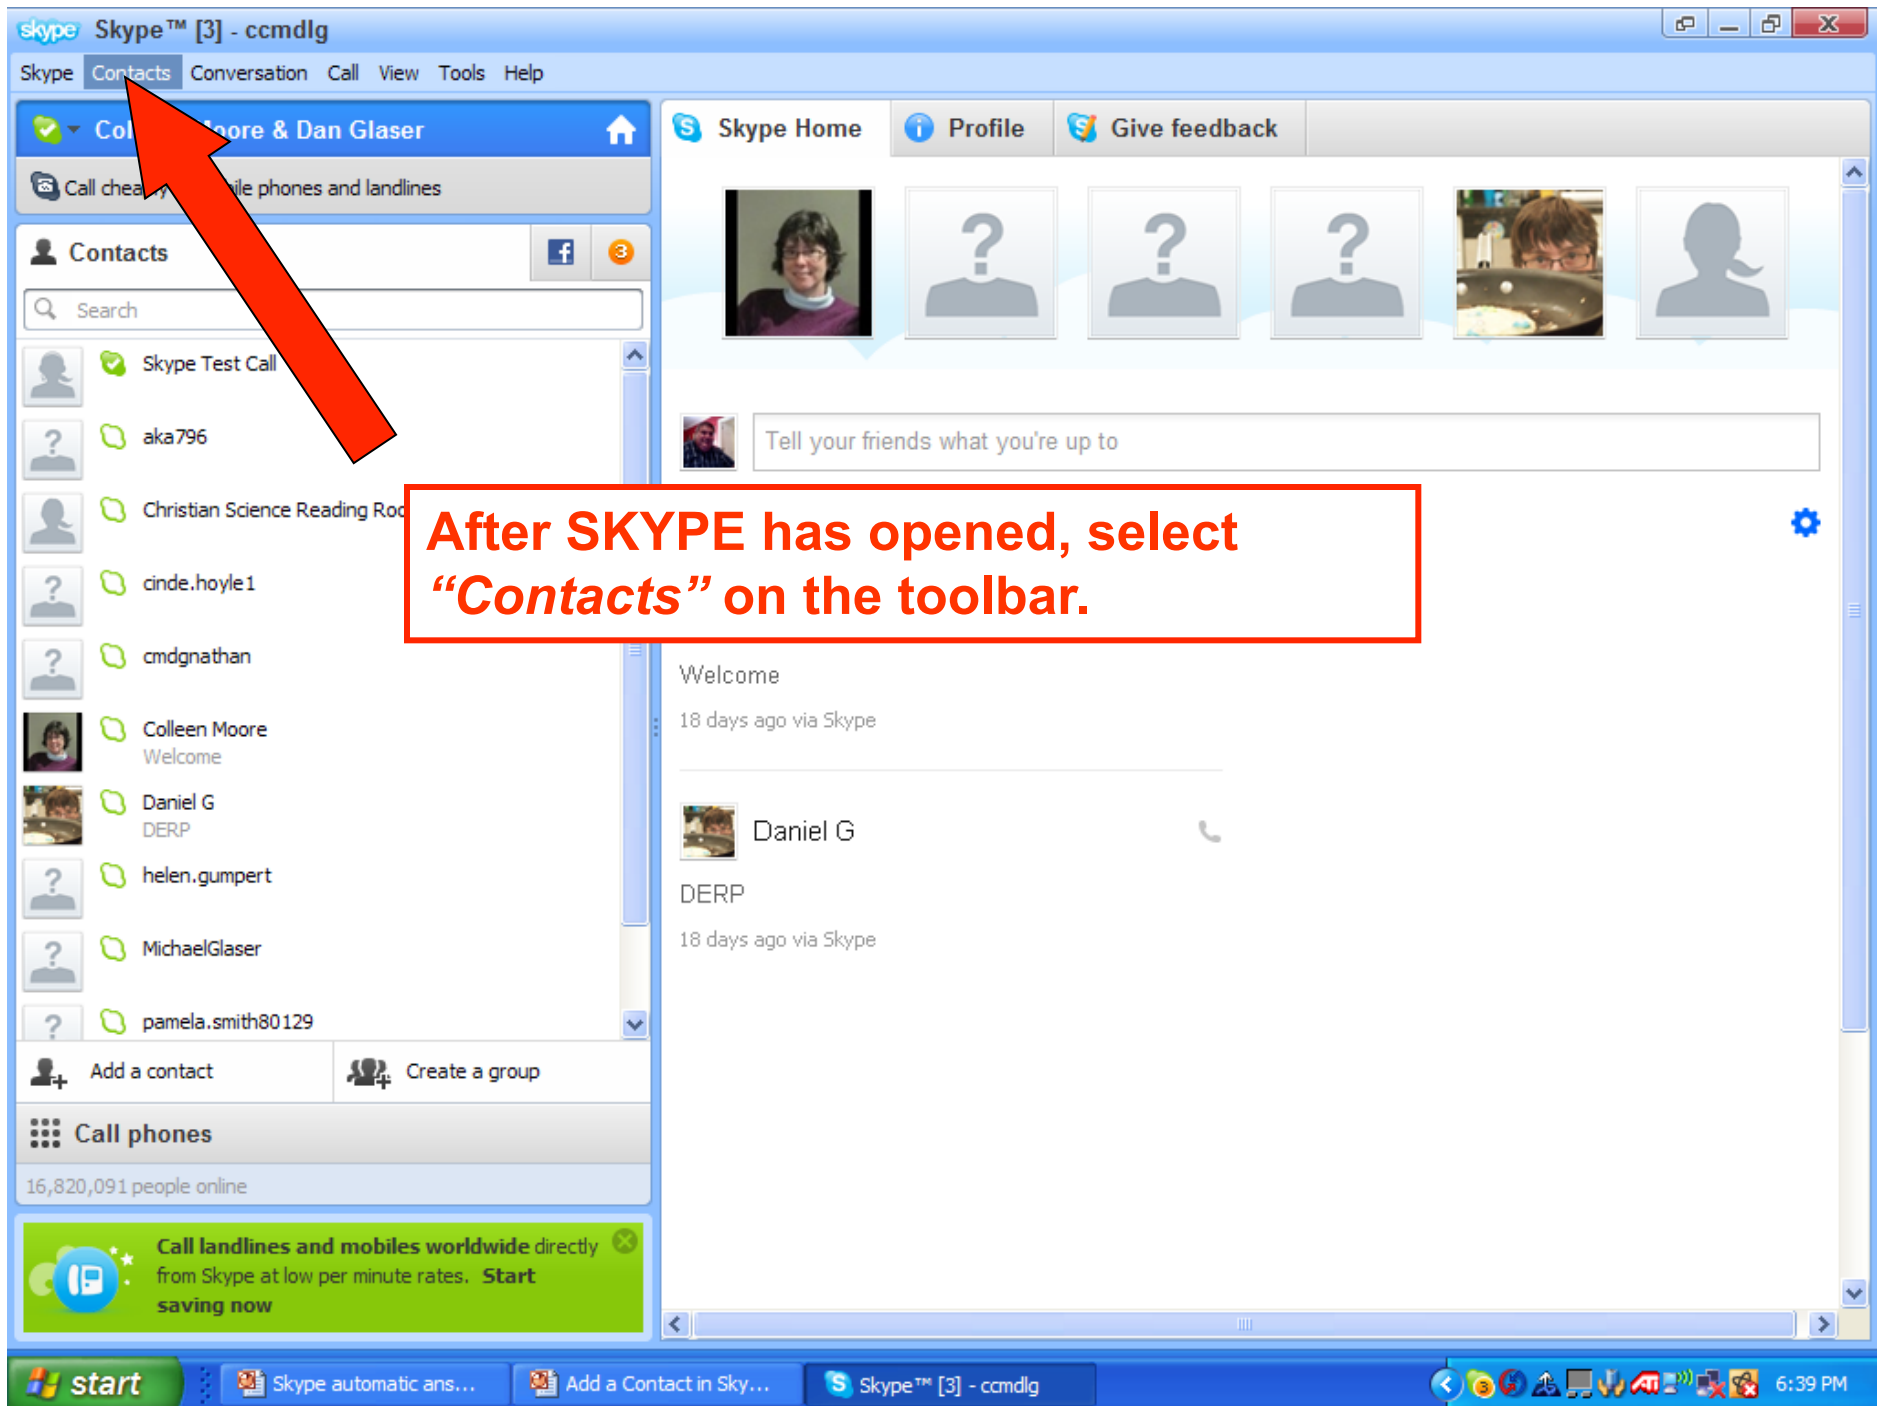 skype Skype™ [3] - ccmdlg
Skype Contacts Conversation Call View Tools Help
oore & Dan Glaser
Call phones and landlines
Contacts
3
Search
Skype Test Call
aka796
Christian Science Reading
cinde.hoyle1
cmdgnathan
Colleen Moore
Welcome
Daniel G
DERP
helen.gumpert
MichaelGlaser
pamela.smith80129
Add a contact Create a group
Call phones
16,820,091 people online
Call landlines and mobiles worldwide directly
from Skype at low per minute rates. Start
saving now
Skype Home Profile Give feedback
Tell your friends what you're up to
After SKYPE has opened, select
“Contacts” on the toolbar.
Welcome
18 days ago via Skype
Daniel G
DERP
18 days ago via Skype
start Skype automatic ans... Add a Contact in Sky... Skype™ [3] - ccmdlg 3 ATI 6:39 PM